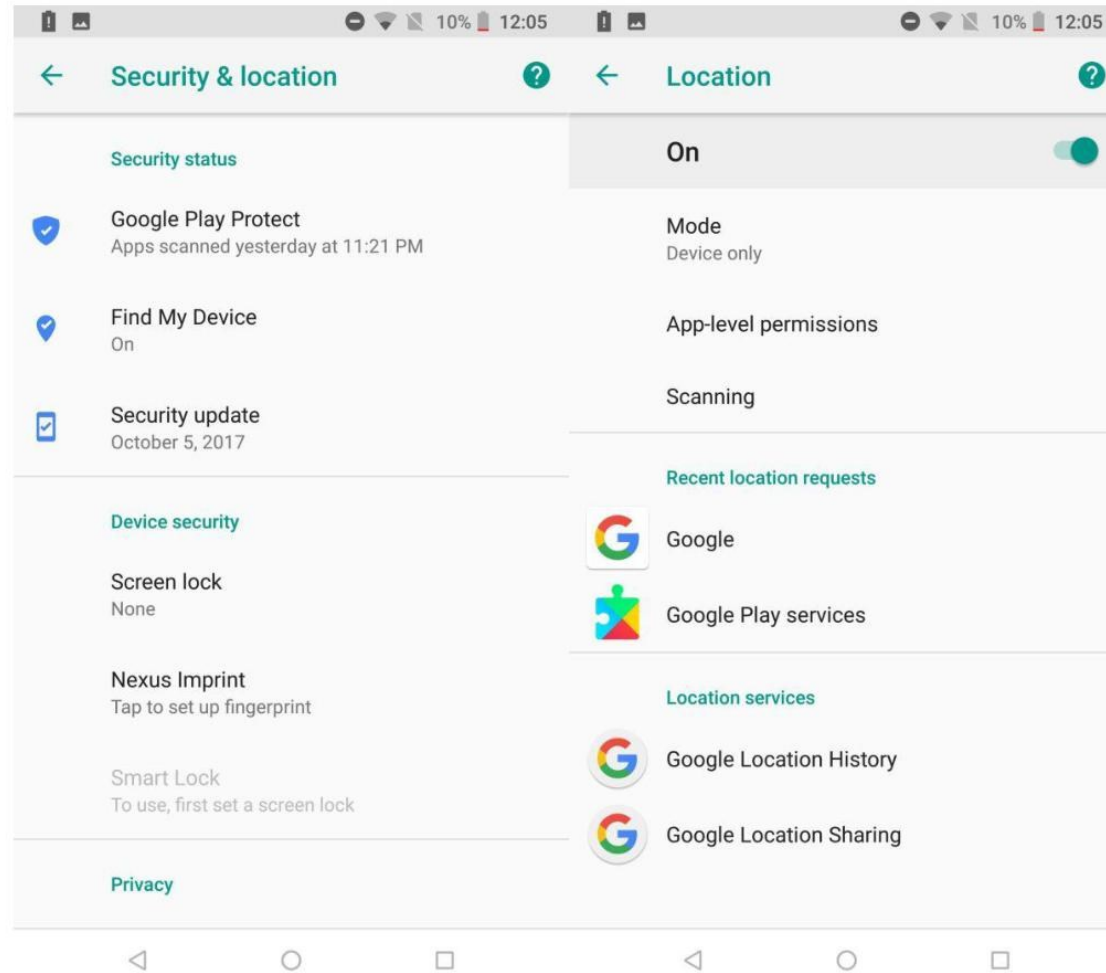 10% 12:05
Security & location
Security status
Google Play Protect
Apps scanned yesterday at 11:21 PM
Find My Device
On
Security update
October 5, 2017
Device security
Screen lock
None
Nexus Imprint
Tap to set up fingerprint
Smart Lock
To use, first set a screen lock
Privacy
10% 12:05
Location
On
Mode
Device only
App-level permissions
Scanning
Recent location requests
Google
Google Play services
Location services
Google Location History
Google Location Sharing